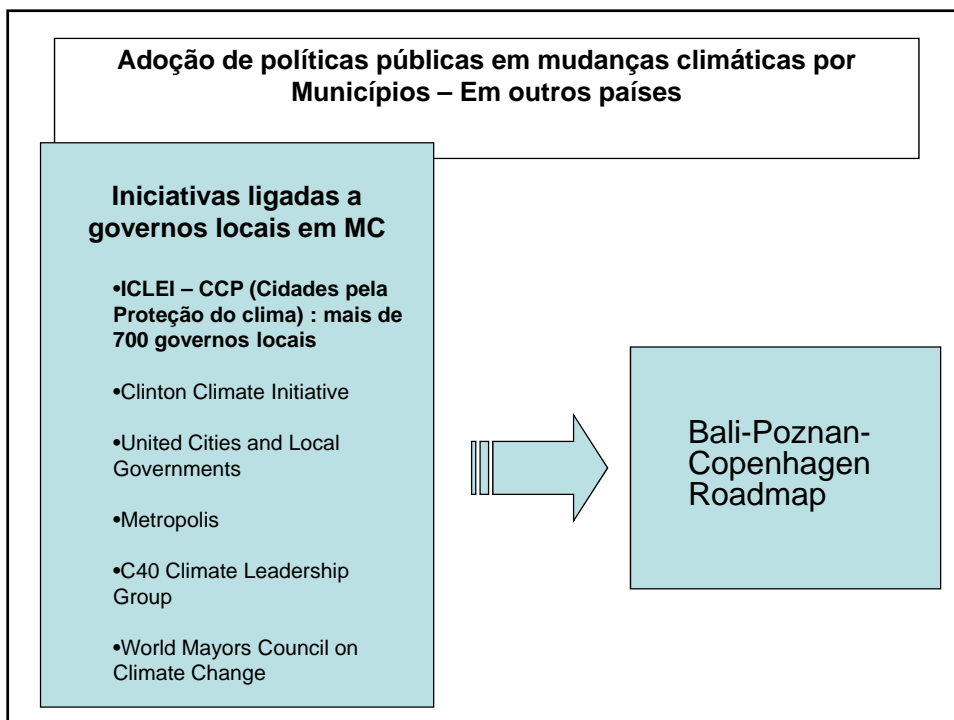 Adoção de políticas públicas em mudanças climáticas por
Municípios – Em outros países
Iniciativas ligadas a
governos locais em MC
•ICLEI – CCP (Cidades pela
Proteção do clima) : mais de
700 governos locais
•Clinton Climate Initiative
•United Cities and Local
Governments
•Metropolis
•C40 Climate Leadership
Group
•World Mayors Council on
Climate Change
Bali-Poznan-
Copenhagen
Roadmap